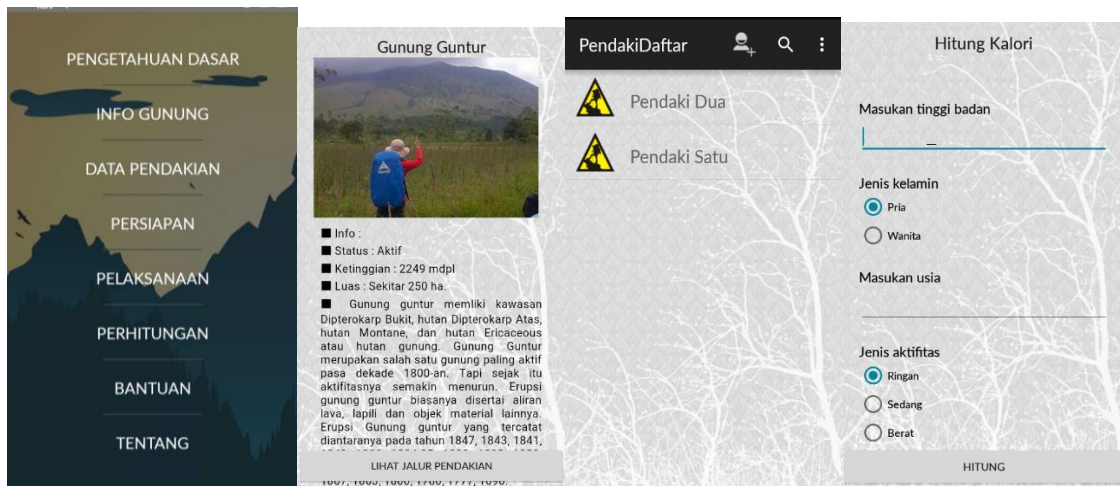 PENGETAHUAN DASAR
INFO GUNUNG
DATA PENDAKIAN
PERSIAPAN
PELAKSANAAN
PERHITUNGAN
BANTUAN
TENTANG
Gunung Guntur
Info :
Status : Aktif
Ketinggian : 2249 mdpl
Luas : Sekitar 250 ha.
Gunung guntur memliki kawasan
Dipterokarp Bukit, hutan Dipterokarp Atas,
hutan Montane, dan hutan Ericaceous
atau hutan gunung. Gunung Guntur
merupakan salah satu gunung paling aktif
pasa dekade 1800-an. Tapi sejak itu
aktifitasnya semakin menurun. Erupsi
gunung guntur biasanya disertai aliran
lava, lapili dan objek material lainnya.
Erupsi Gunung guntur yang tercatat
diantaranya pada tahun 1847, 1843, 1841,
LIHAT JALUR PENDAKIAN
PendakiDaftar
Pendaki Dua
Pendaki Satu
Hitung Kalori
Masukan tinggi badan
Jenis kelamin
Pria
Wanita
Masukan usia
Jenis aktifitas
Ringan
Sedang
Berat
HITUNG